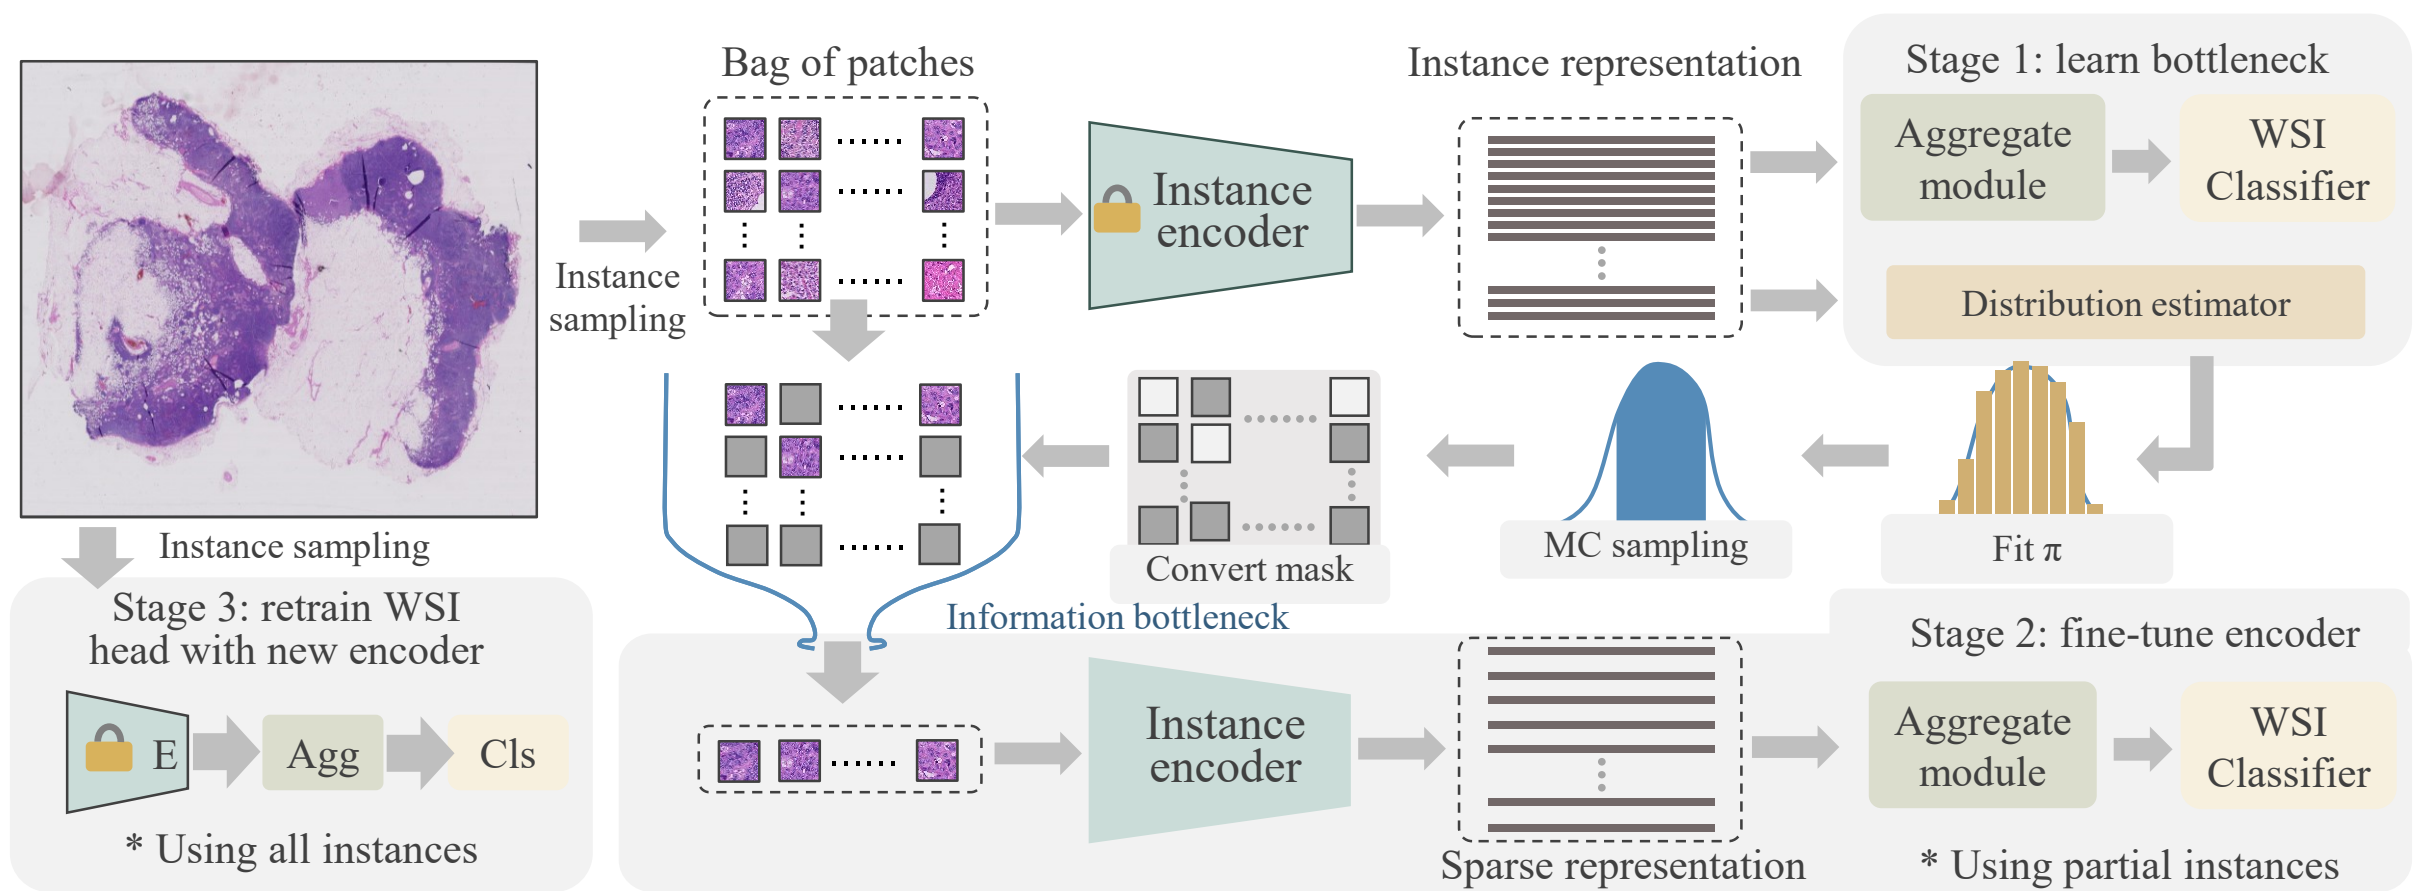 Bag of patches
Instance representation
Stage 1: learn bottleneck
Aggregate
module
WSI
Classifier
Instance
encoder
Instance
sampling
Distribution estimator
Convert mask
MC sampling
Fit π
Information bottleneck
Instance sampling
Stage 3: retrain WSI
head with new encoder
E
Agg
Cls
* Using all instances
Stage 2: fine-tune encoder
Instance
encoder
Aggregate
module
WSI
Classifier
Sparse representation
* Using partial instances